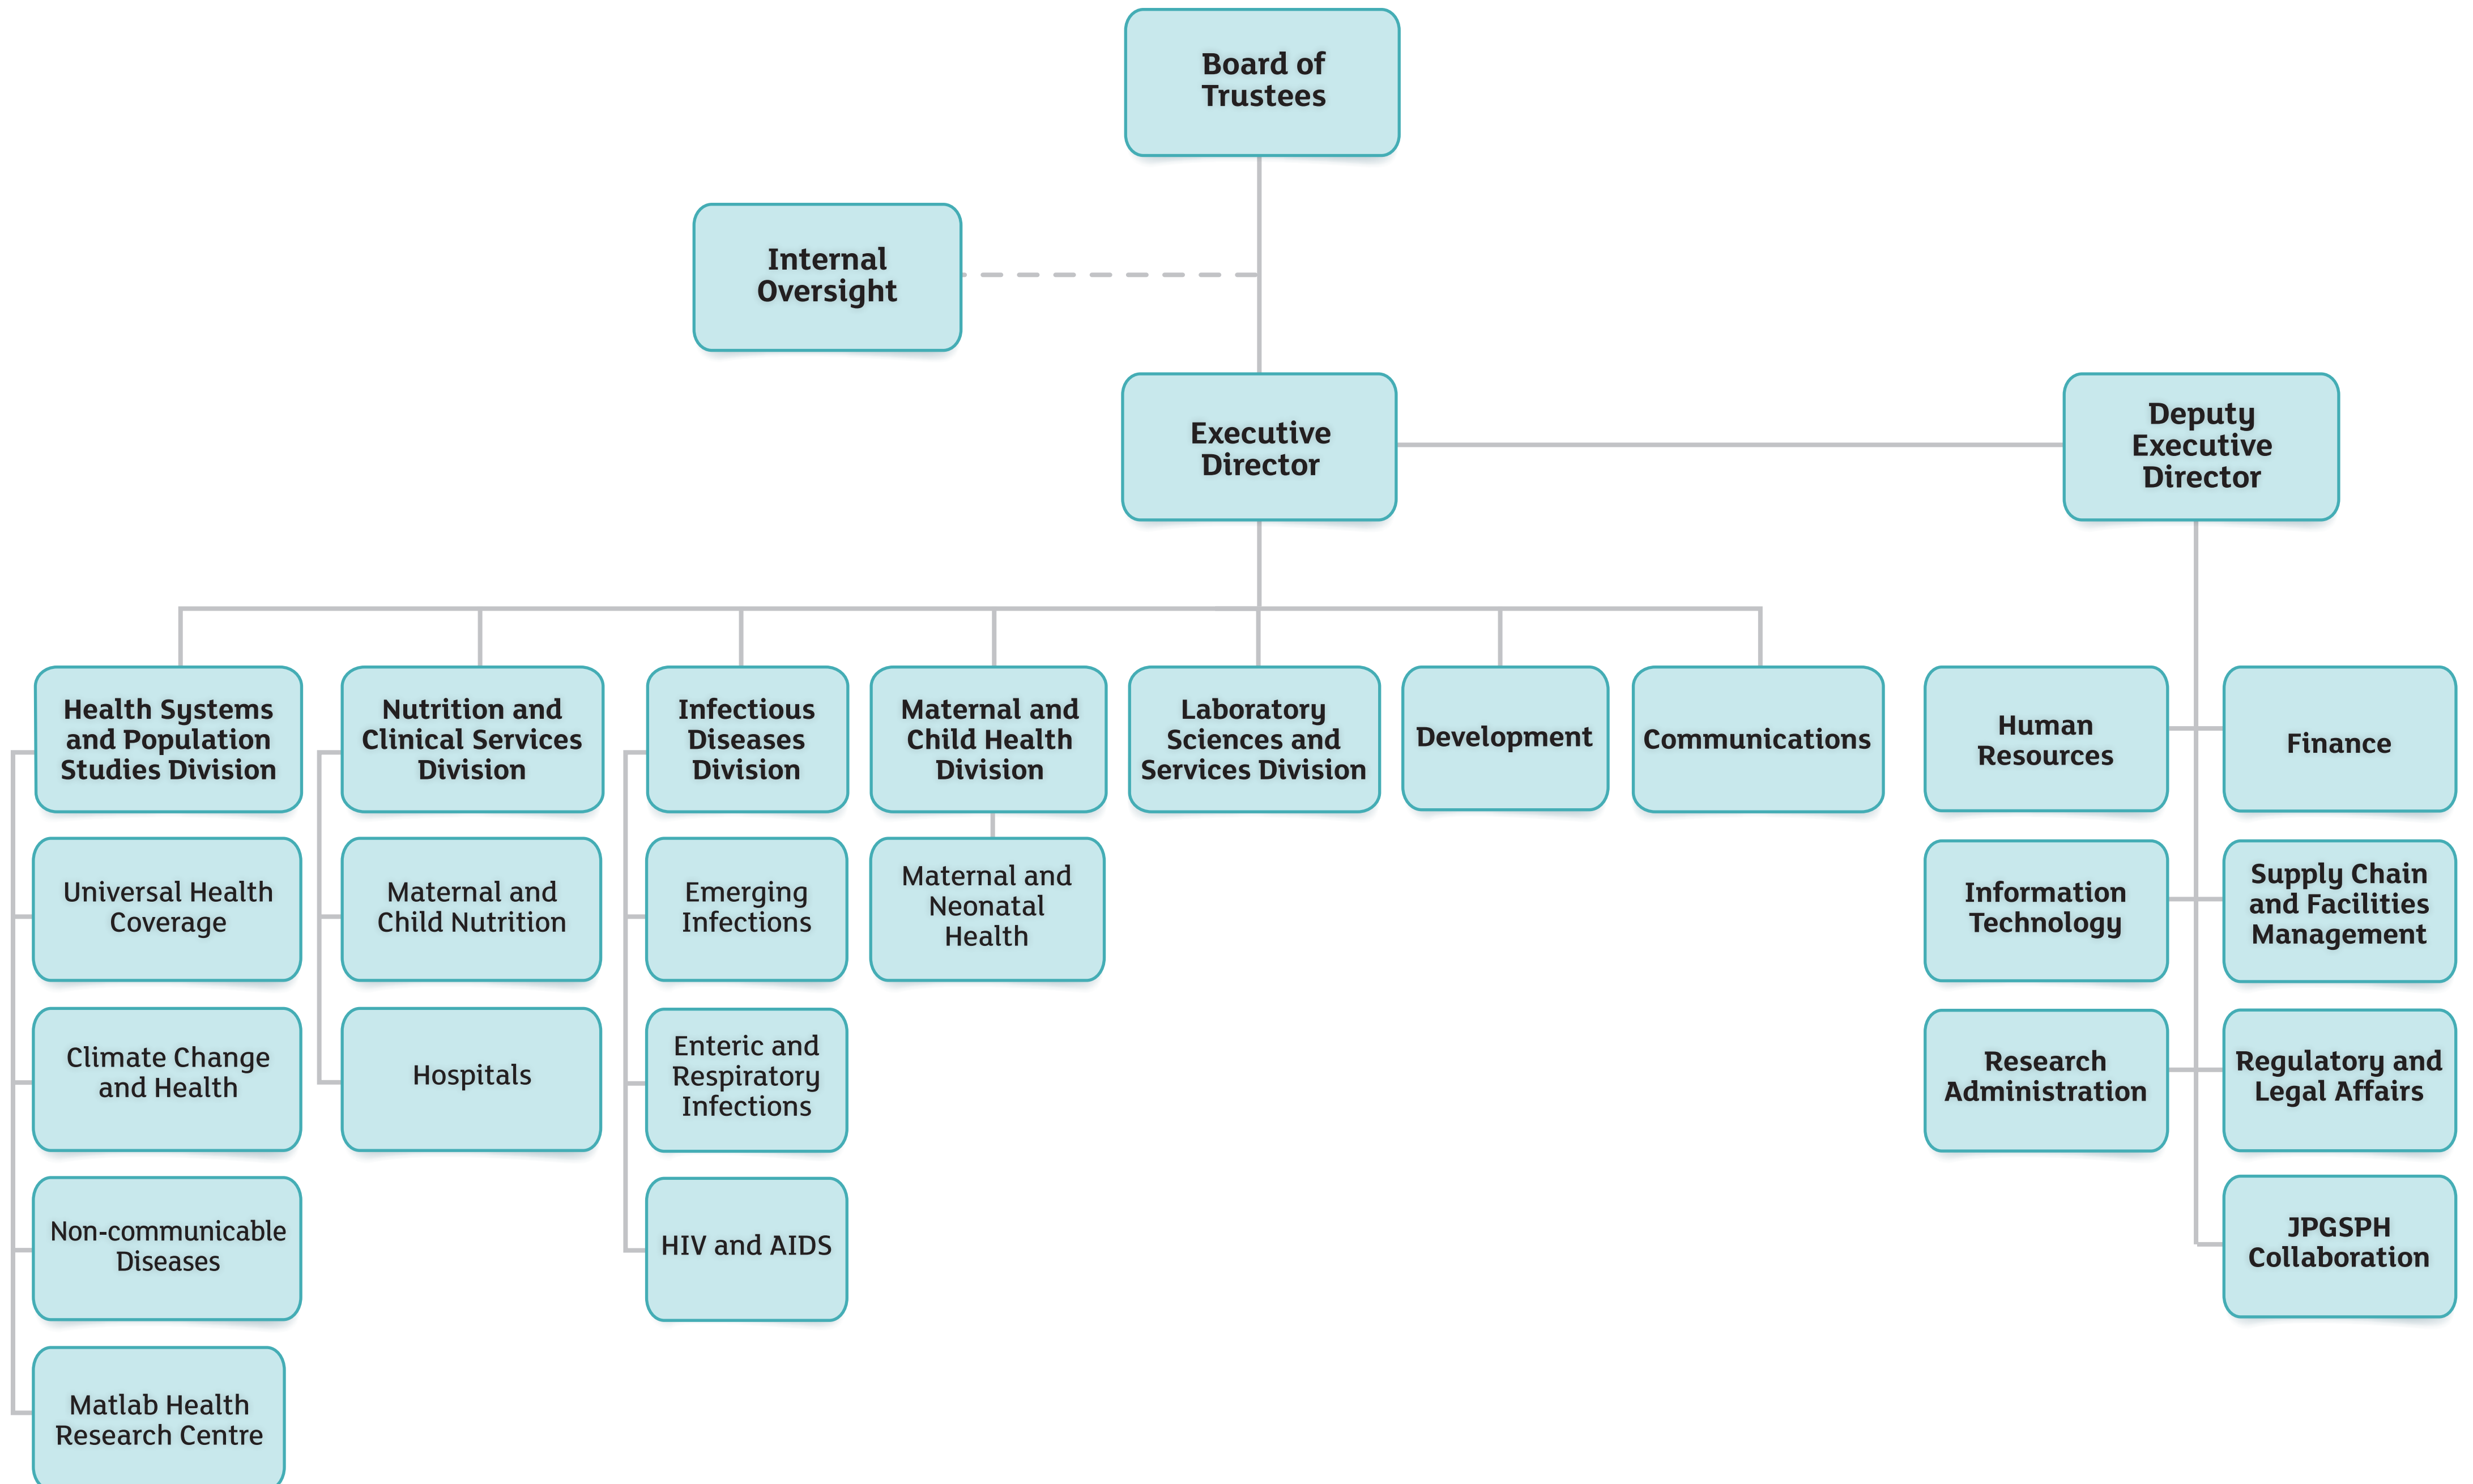 Board of
Trustees
Internal
Oversight
Executive
Director
Deputy
Executive
Director
Health Systems
and Population
Studies Division
Nutrition and
Clinical Services
Division
Infectious
Diseases
Division
Maternal and
Child Health
Division
Laboratory
Sciences and
Services Division
Development
Communications
Human
Resources
Finance
Universal Health
Coverage
Maternal and
Child Nutrition
Emerging
Infections
Maternal and
Neonatal
Health
Information
Technology
Supply Chain
and Facilities
Management
Climate Change
and Health
Hospitals
Enteric and
Respiratory
Infections
Research
Administration
Regulatory and
Legal Affairs
Non-communicable
Diseases
HIV and AIDS
JPGSPH
Collaboration
Matlab Health
Research Centre